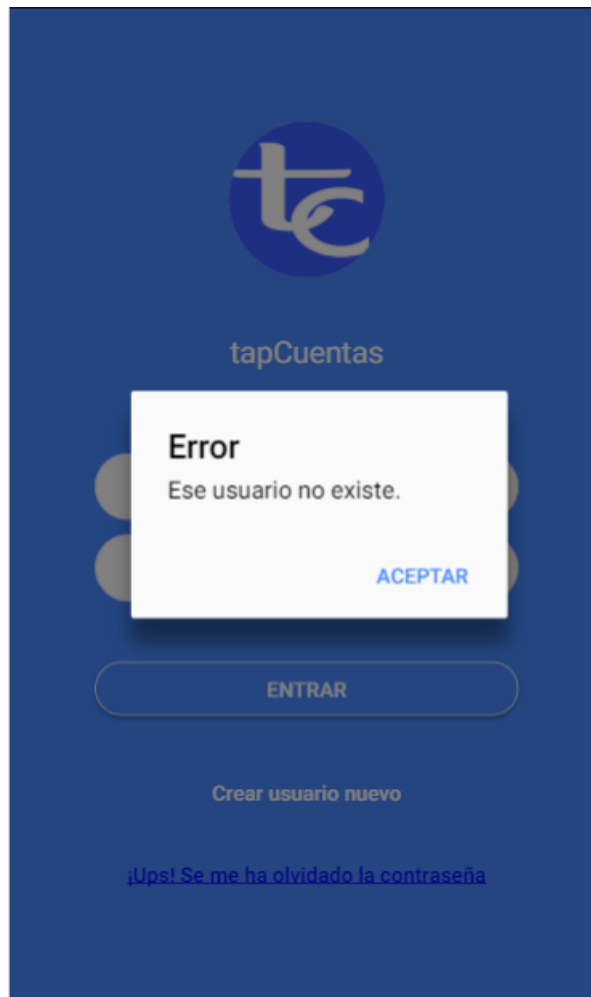 tc
tapCuentas
Error
Ese usuario no existe.
ACEPTAR
ENTRAR
Crear usuario nuevo
¡Ups! Se me ha olvidado la contraseña